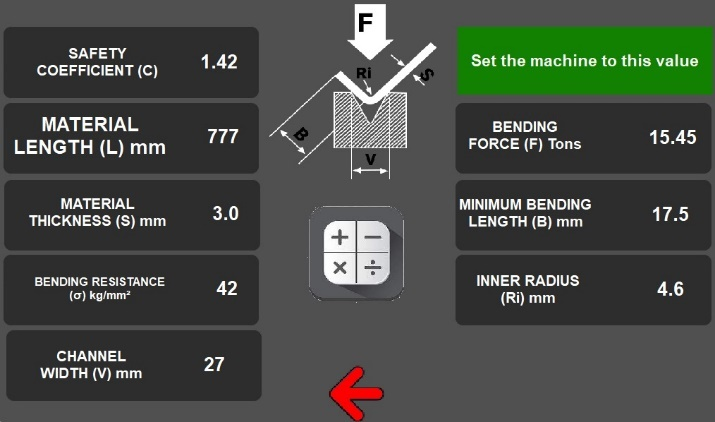 SAFETY
COEFFICIENT (C)
1.42
MATERIAL
LENGTH (L) mm
777
MATERIAL
THICKNESS (S) mm
3.0
BENDING RESISTANCE
(σ) kg/mm²
42
CHANNEL
WIDTH (V) mm
27
F
Ri
S
B
V
+ −
× ÷
Set the machine to this value
BENDING
FORCE (F) Tons
15.45
MINIMUM BENDING
LENGTH (B) mm
17.5
INNER RADIUS
(Ri) mm
4.6